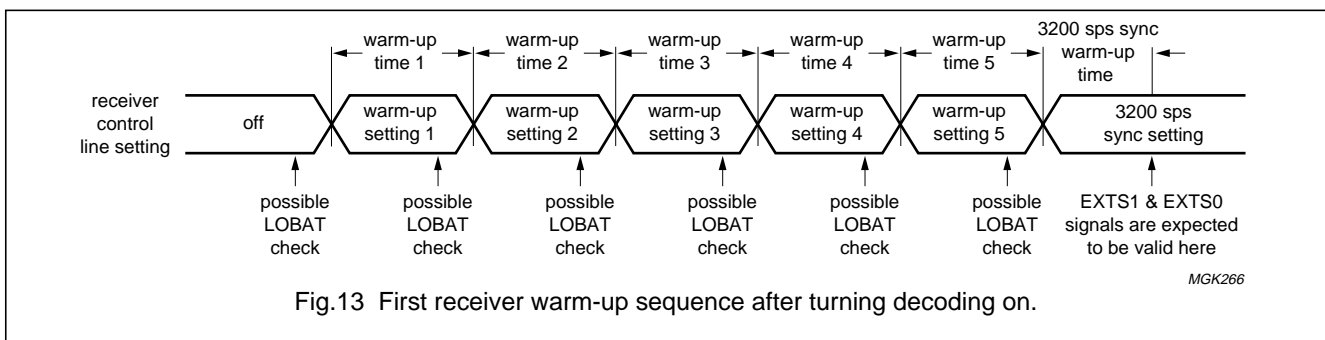 warm-up time 1
warm-up time 2
warm-up time 3
warm-up time 4
warm-up time 5
3200 sps sync warm-up time
receiver control line setting
off
warm-up setting 1
warm-up setting 2
warm-up setting 3
warm-up setting 4
warm-up setting 5
3200 sps sync setting
possible LOBAT check
possible LOBAT check
possible LOBAT check
possible LOBAT check
possible LOBAT check
possible LOBAT check
EXTS1 & EXTS0 signals are expected to be valid here
MGK266
Fig.13 First receiver warm-up sequence after turning decoding on.